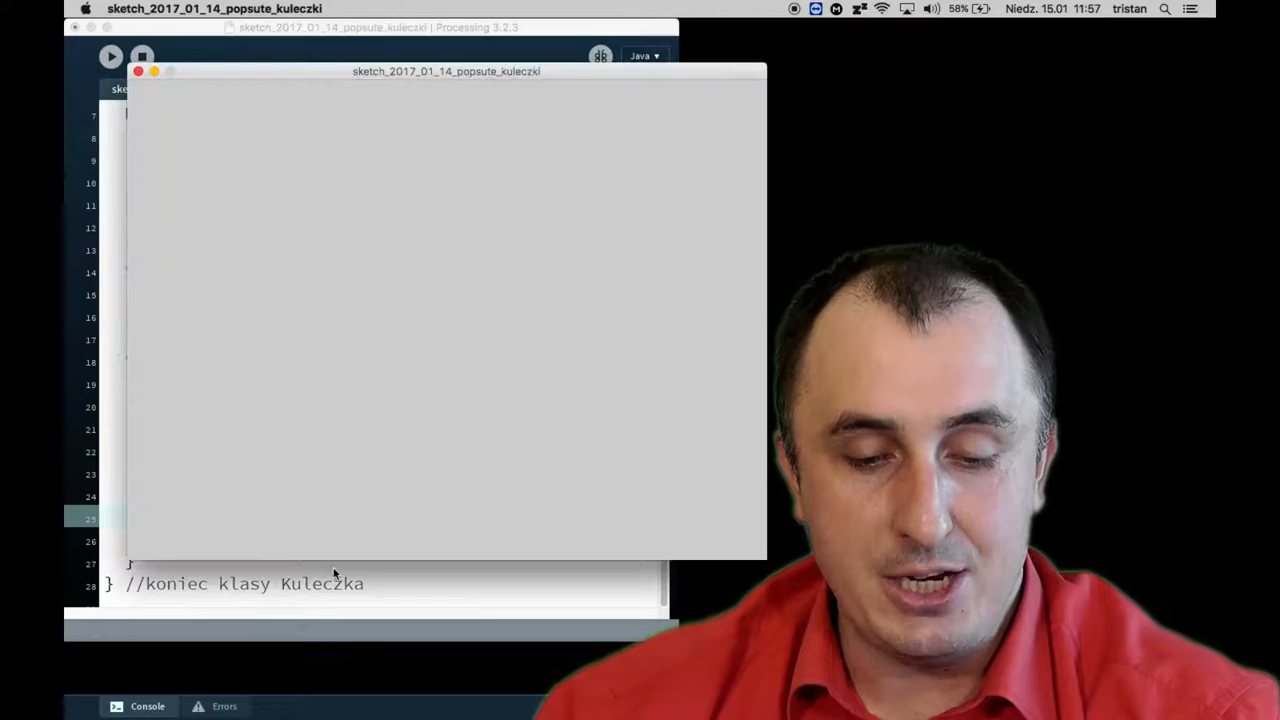 sketch_2017_01_14_popsute_kuleczki
58%
Niedz. 15.01 11:57
tristan
sketch_2017_01_14_popsute_kuleczki | Processing 3.2.3
Java ▾
sketch_2017_01_14_popsute_kuleczki
ske
7
8
9
10
11
12
13
14
15
16
17
18
19
20
21
22
23
24
25
26
27 }
28 } //koniec klasy Kuleczka
Console
Errors